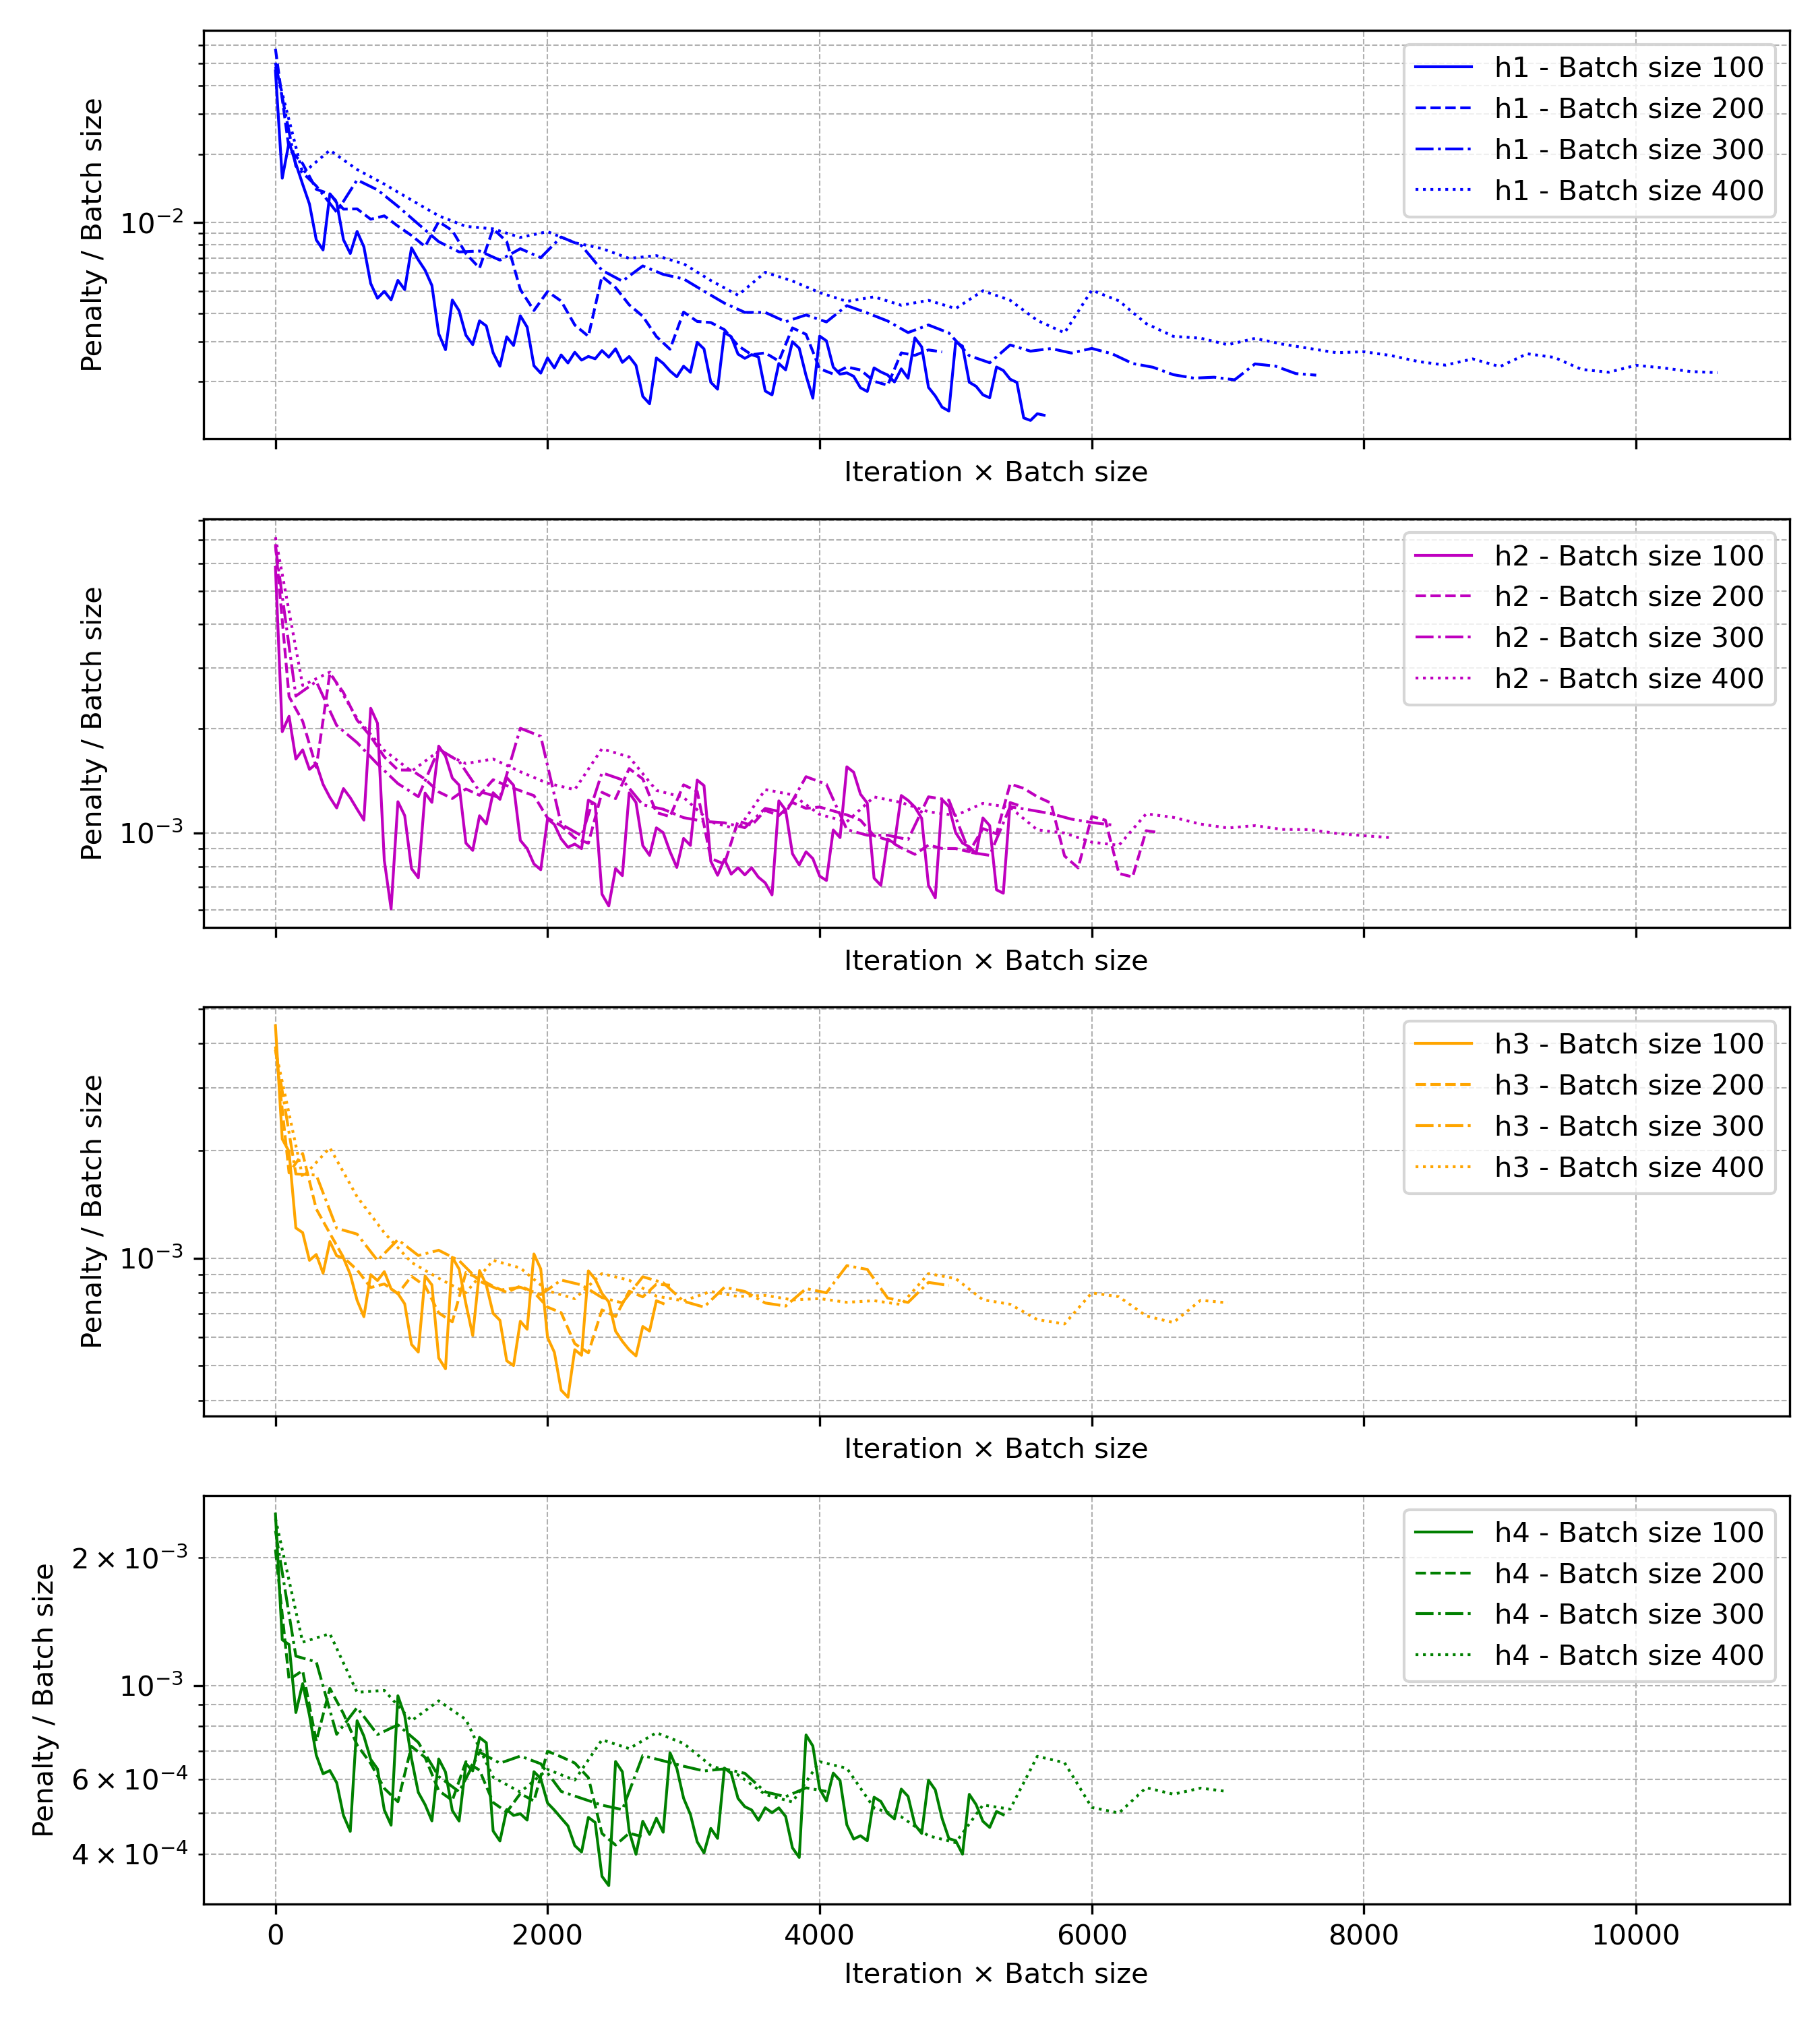 h1 - Batch size 100
h1 - Batch size 200
h1 - Batch size 300
h1 - Batch size 400
10⁻²
Penalty / Batch size
Iteration × Batch size
h2 - Batch size 100
h2 - Batch size 200
h2 - Batch size 300
h2 - Batch size 400
10⁻³
Penalty / Batch size
Iteration × Batch size
h3 - Batch size 100
h3 - Batch size 200
h3 - Batch size 300
h3 - Batch size 400
10⁻³
Penalty / Batch size
Iteration × Batch size
h4 - Batch size 100
h4 - Batch size 200
h4 - Batch size 300
h4 - Batch size 400
2 × 10⁻³
10⁻³
6 × 10⁻⁴
4 × 10⁻⁴
Penalty / Batch size
0 2000 4000 6000 8000 10000
Iteration × Batch size